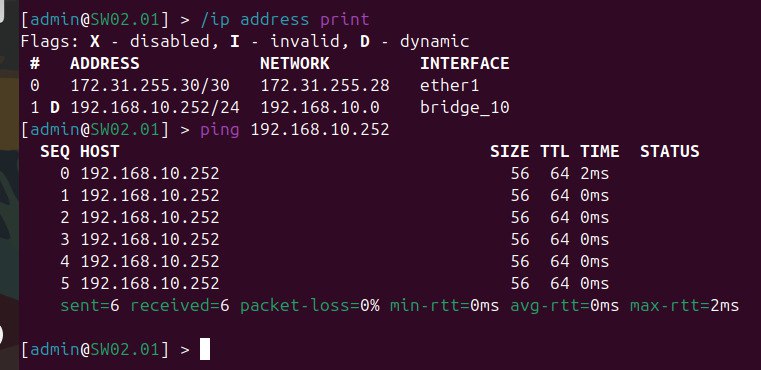 [admin@SW02.01] > /ip address print
Flags: X - disabled, I - invalid, D - dynamic
# ADDRESS NETWORK INTERFACE
0 172.31.255.30/30 172.31.255.28 ether1
1 D 192.168.10.252/24 192.168.10.0 bridge_10
[admin@SW02.01] > ping 192.168.10.252
SEQ HOST SIZE TTL TIME STATUS
0 192.168.10.252 56 64 2ms
1 192.168.10.252 56 64 0ms
2 192.168.10.252 56 64 0ms
3 192.168.10.252 56 64 0ms
4 192.168.10.252 56 64 0ms
5 192.168.10.252 56 64 0ms
sent=6 received=6 packet-loss=0% min-rtt=0ms avg-rtt=0ms max-rtt=2ms
[admin@SW02.01] >